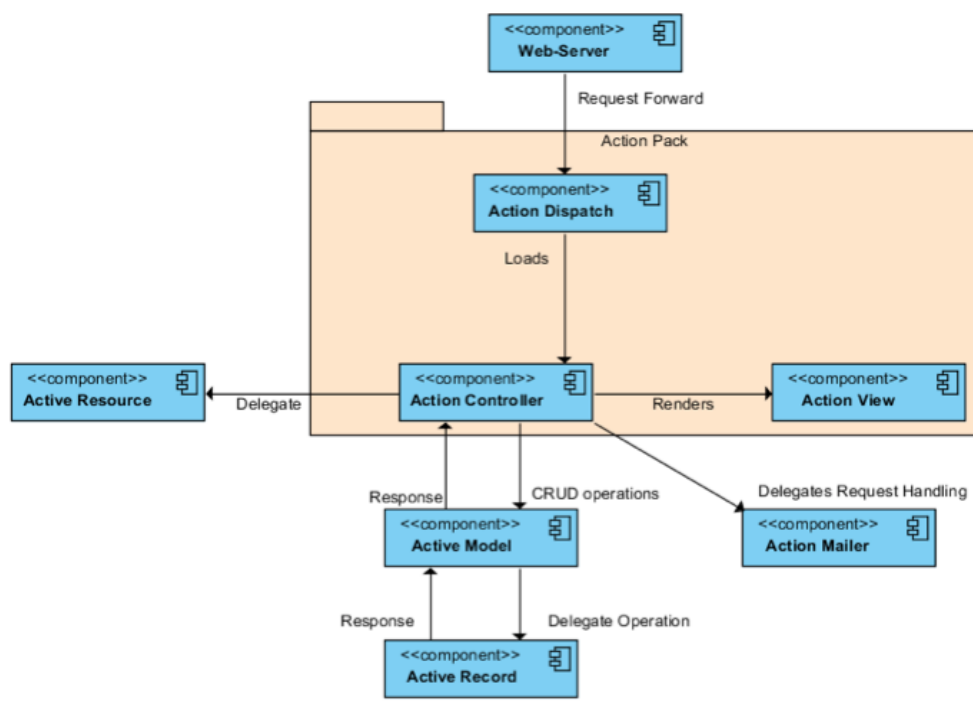 <<component>>
Web-Server
Request Forward
Action Pack
<<component>>
Action Dispatch
Loads
<<component>>
Active Resource
Delegate
<<component>>
Action Controller
Renders
<<component>>
Action View
Response
CRUD operations
Delegates Request Handling
<<component>>
Active Model
<<component>>
Action Mailer
Response
Delegate Operation
<<component>>
Active Record